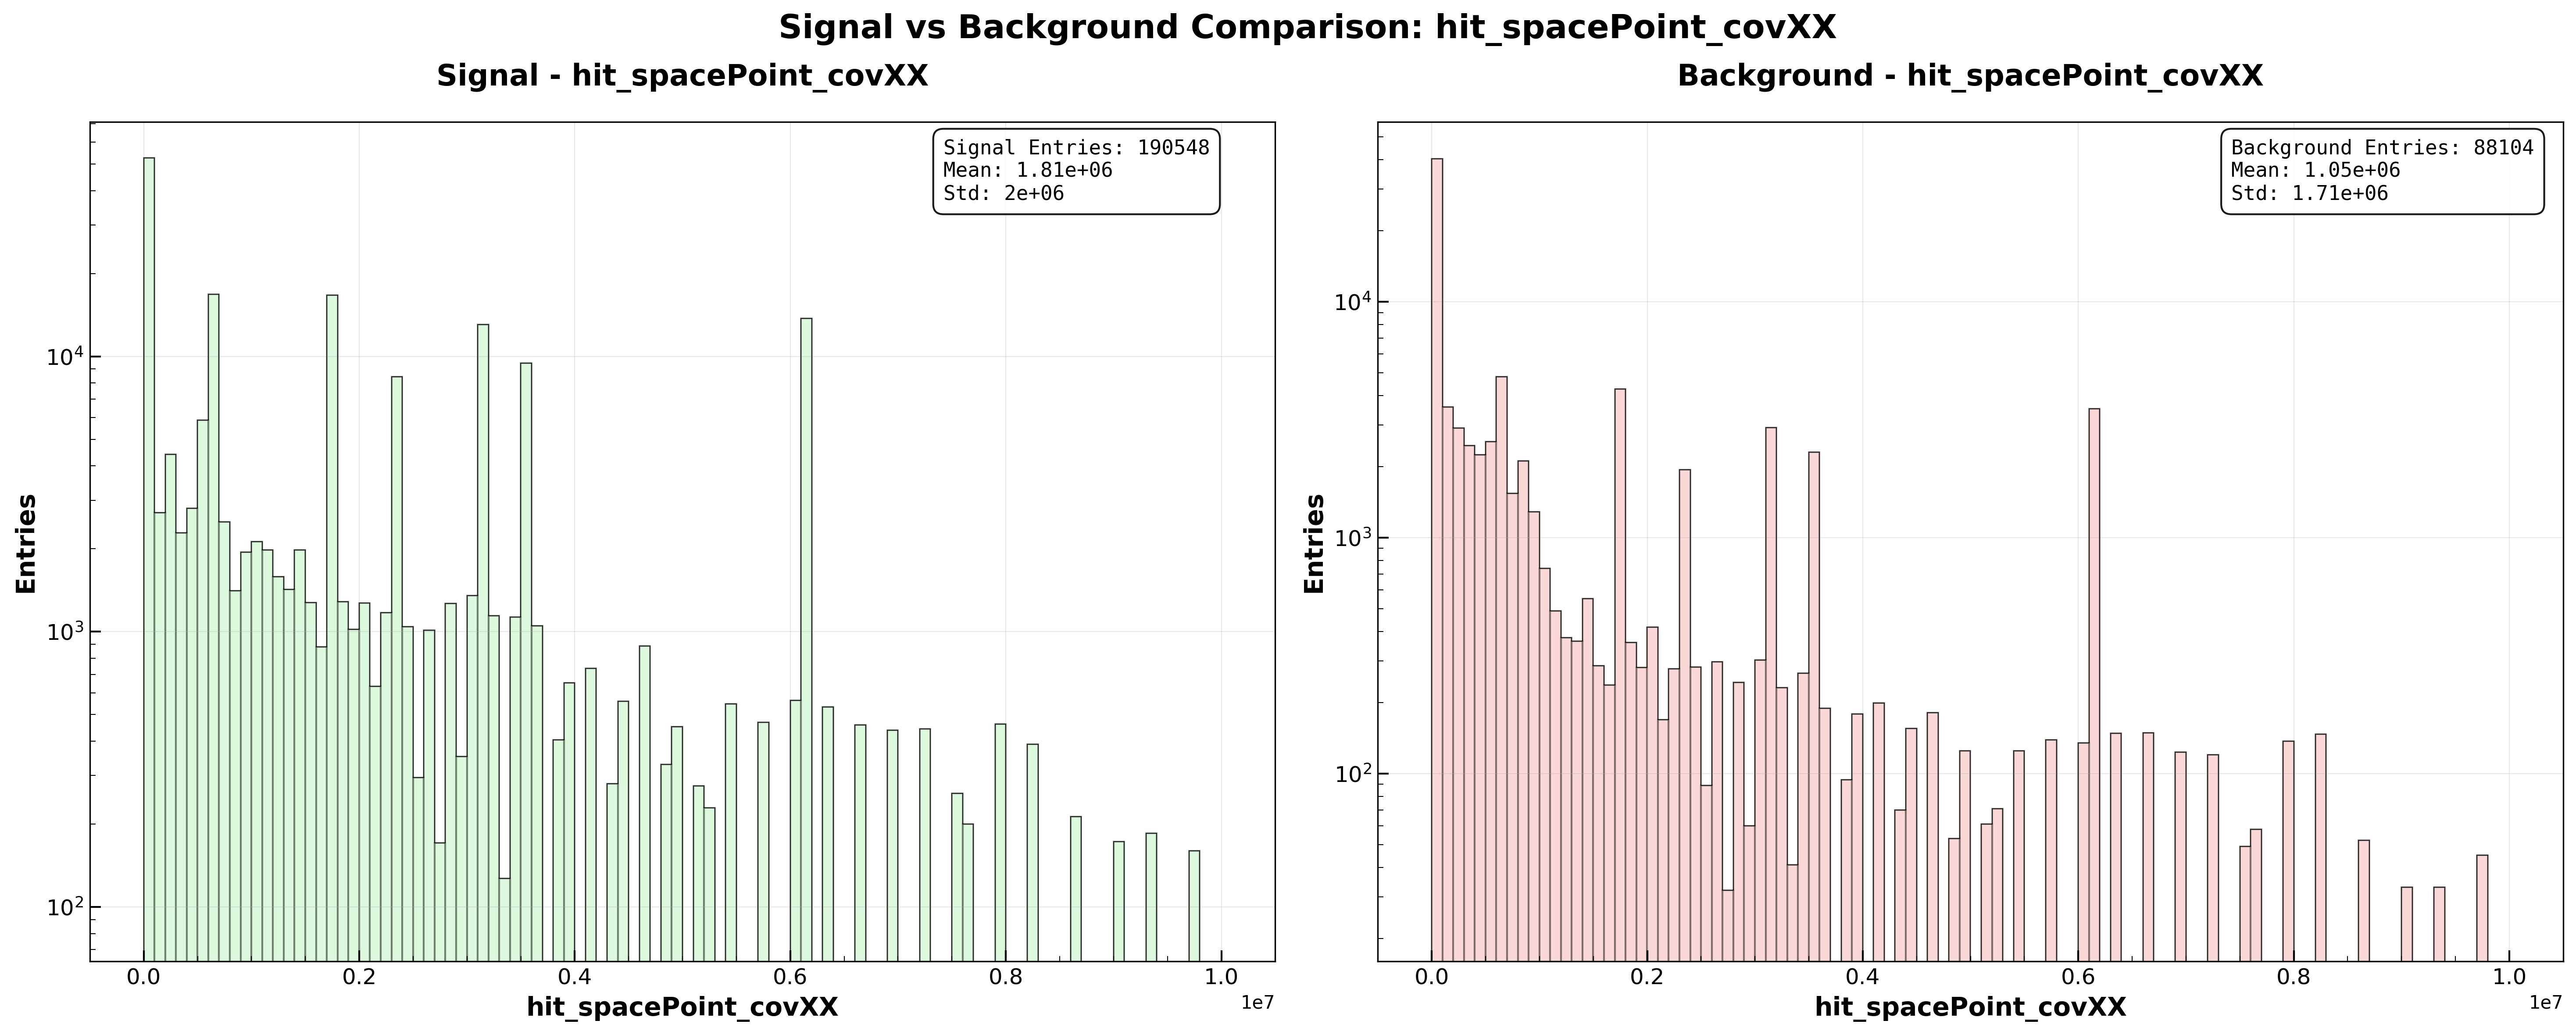 Signal vs Background Comparison: hit_spacePoint_covXX
Signal - hit_spacePoint_covXX
Signal Entries: 190548
Mean: 1.81e+06
Std: 2e+06
Entries
10^4
10^3
10^2
0.0 0.2 0.4 0.6 0.8 1.0
1e7
hit_spacePoint_covXX
Background - hit_spacePoint_covXX
Background Entries: 88104
Mean: 1.05e+06
Std: 1.71e+06
Entries
10^4
10^3
10^2
0.0 0.2 0.4 0.6 0.8 1.0
1e7
hit_spacePoint_covXX